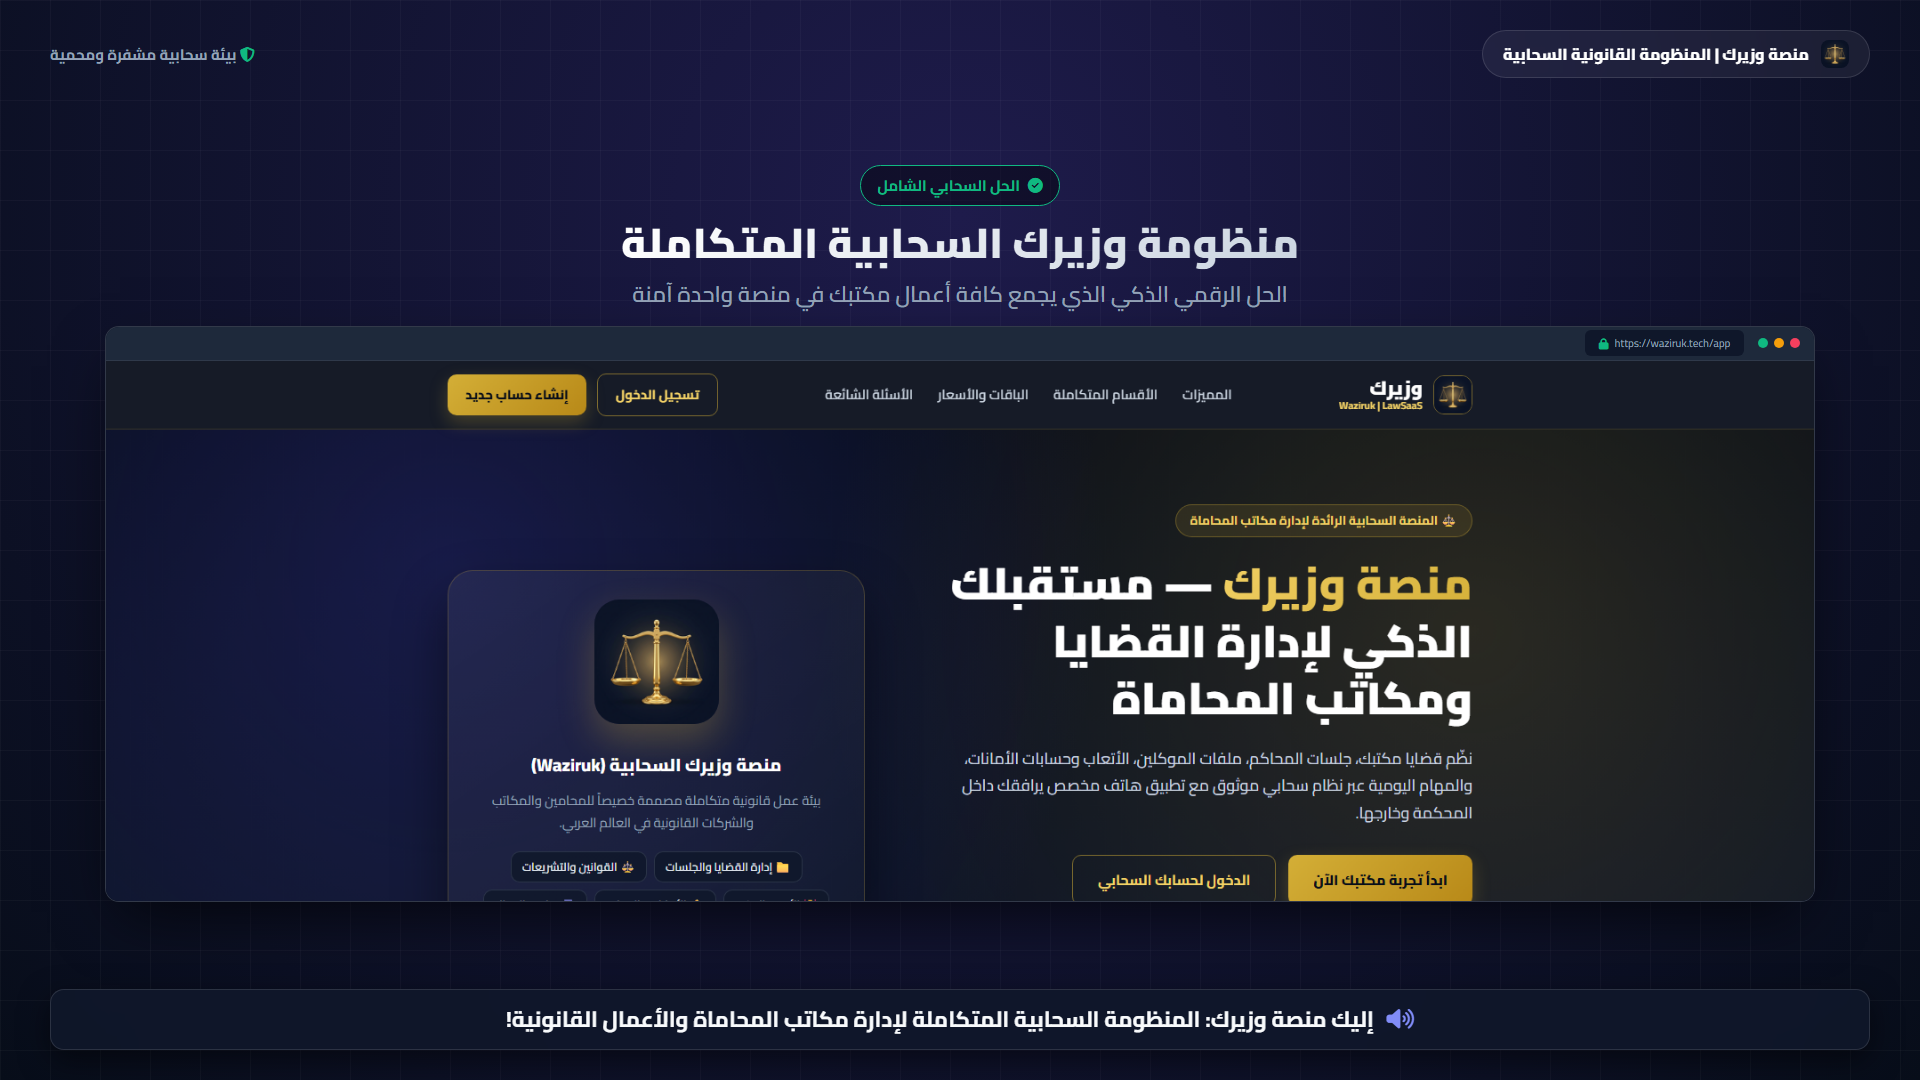 منصة وزيرك | المنظومة القانونية السحابية
بيئة سحابية مشفرة ومحمية
الحل السحابي الشامل
منظومة وزيرك السحابية المتكاملة
الحل الرقمي الذكي الذي يجمع كافة أعمال مكتبك في منصة واحدة آمنة
https://waziruk.tech/app
وزيرك
Waziruk | LawSaaS
المميزات
الأقسام المتكاملة
الباقات والأسعار
الأسئلة الشائعة
تسجيل الدخول
إنشاء حساب جديد
المنصة السحابية الرائدة لإدارة مكاتب المحاماة
منصة وزيرك — مستقبلك
الذكي لإدارة القضايا
ومكاتب المحاماة
نظّم قضايا مكتبك، جلسات المحاكم، ملفات الموكلين، الأتعاب وحسابات الأمانات،
والمهام اليومية عبر نظام سحابي موثوق مع تطبيق هاتف مخصص يرافقك داخل
المحكمة وخارجها.
ابدأ تجربة مكتبك الآن
الدخول لحسابك السحابي
منصة وزيرك السحابية (Waziruk)
بيئة عمل قانونية متكاملة مصممة خصيصاً للمحامين والمكاتب
والشركات القانونية في العالم العربي.
إدارة القضايا والجلسات
القوانين والتشريعات
إليك منصة وزيرك: المنظومة السحابية المتكاملة لإدارة مكاتب المحاماة والأعمال القانونية!